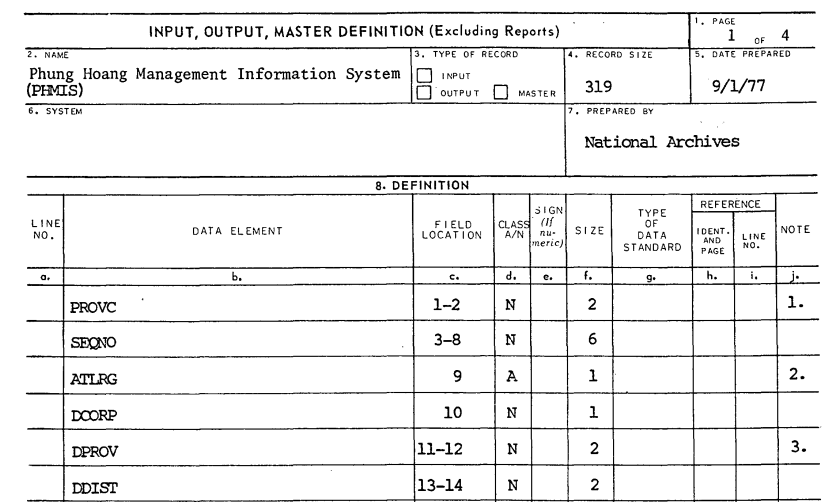 INPUT, OUTPUT, MASTER DEFINITION (Excluding Reports)
1. PAGE
1 OF 4
2. NAME
Phung Hoang Management Information System
(PHMIS)
3. TYPE OF RECORD
INPUT
OUTPUT MASTER
4. RECORD SIZE
319
5. DATE PREPARED
9/1/77
6. SYSTEM
7. PREPARED BY
National Archives
8. DEFINITION
LINE NO. DATA ELEMENT FIELD LOCATION CLASS A/N SIGN (If nu-meric) SIZE TYPE OF DATA STANDARD REFERENCE IDENT. AND PAGE LINE NO. NOTE
a. b. c. d. e. f. g. h. i. j.
PROVC 1-2 N 2 1.
SEQNO 3-8 N 6
ATLRG 9 A 1 2.
DCORP 10 N 1
DPROV 11-12 N 2 3.
DDIST 13-14 N 2